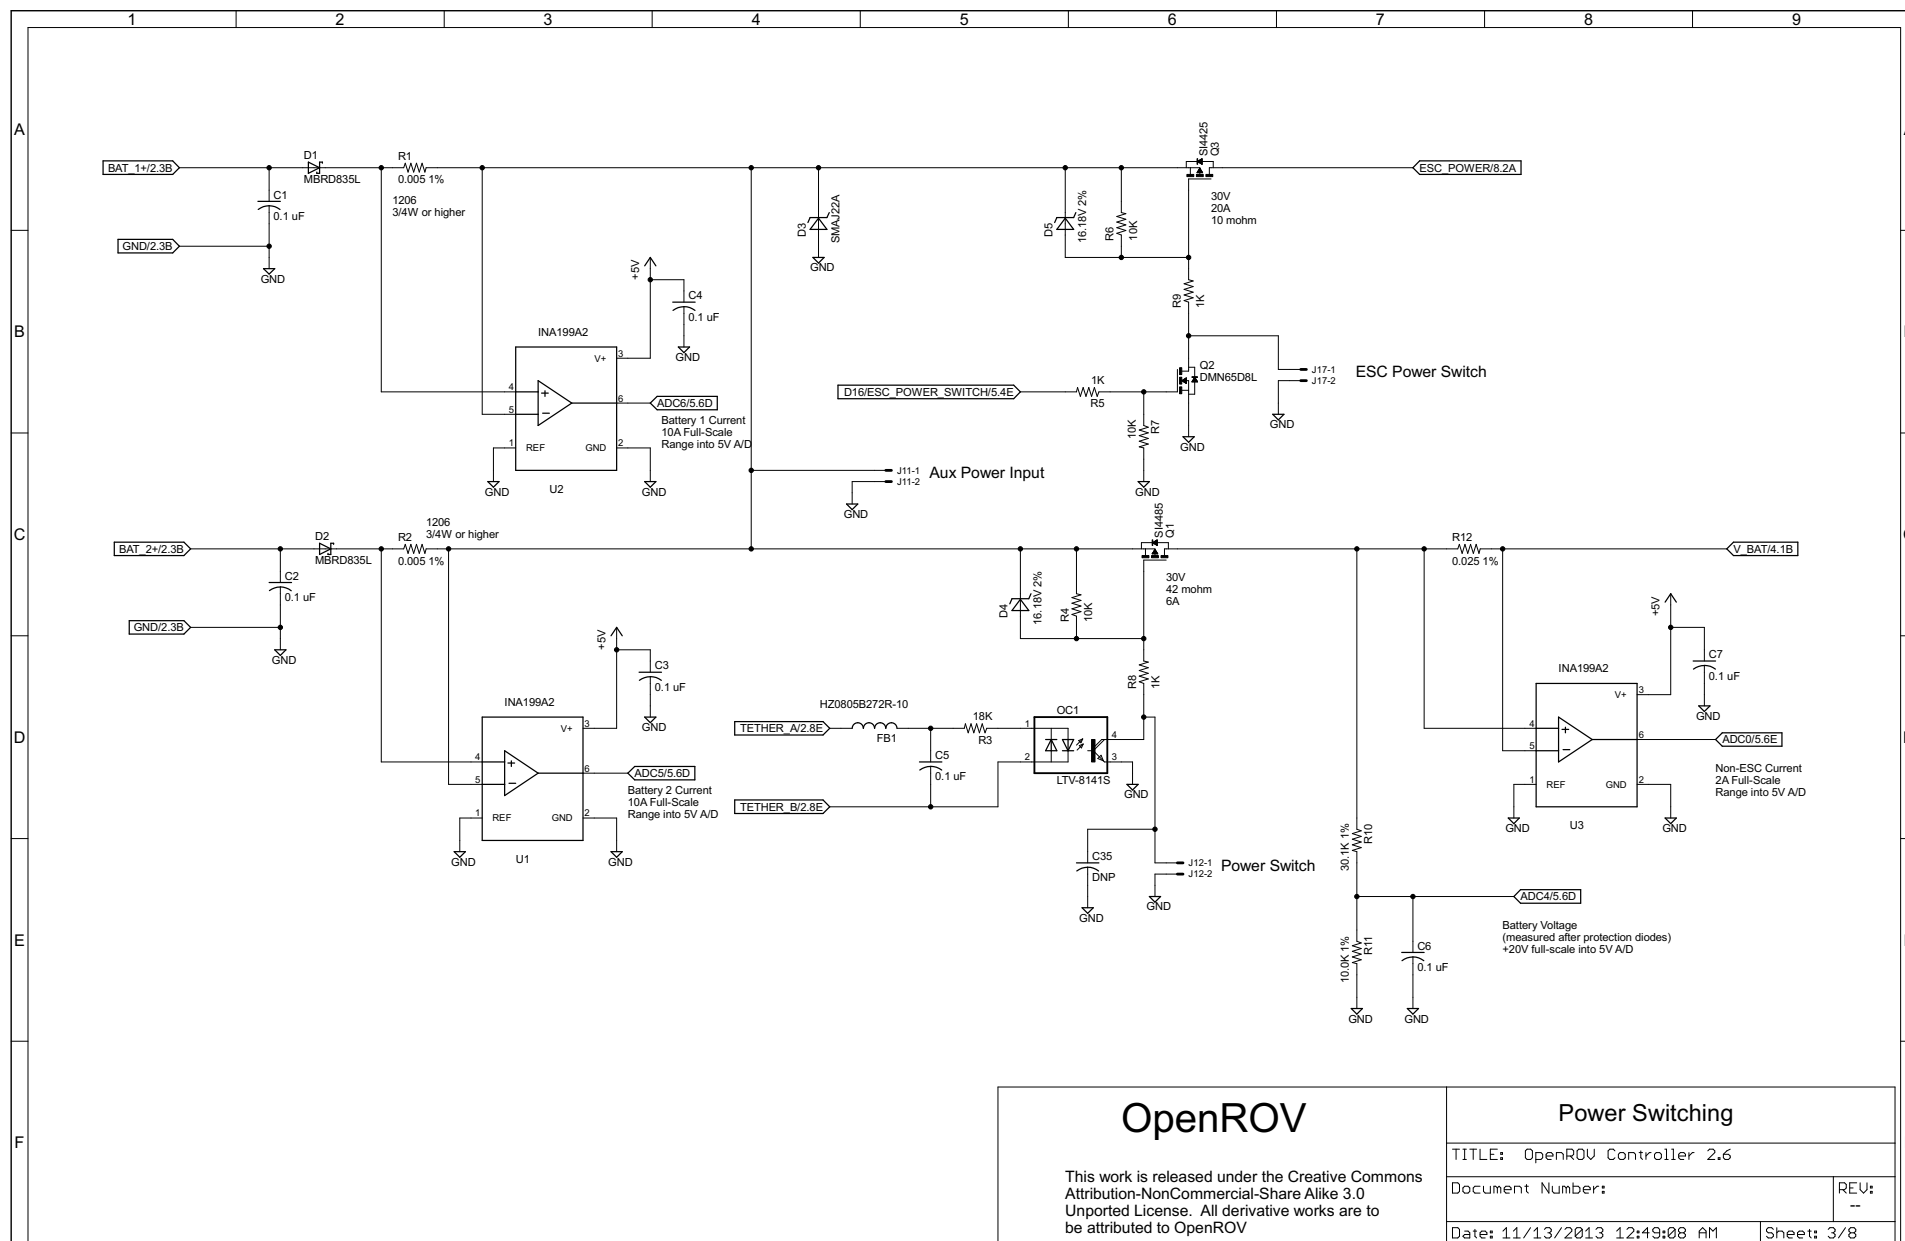 1 2 3 4 5 6 7 8 9
A
BAT_1+/2.3B
D1
MBRD835L
C1
0.1 uF
GND/2.3B
GND
R1
0.005 1%
1206
3/4W or higher
D3
SMAJ22A
GND
D5
16.18V 2%
R6
10K
SI4425
Q3
30V
20A
10 mohm
ESC_POWER/8.2A
B
+5V
C4
0.1 uF
GND
INA199A2
V+
3
4
5
6
1
2
REF
GND
U2
GND
GND
ADC6/5.6D
Battery 1 Current
10A Full-Scale
Range into 5V A/D
R9
1K
Q2
DMN65D8L
D16/ESC_POWER_SWITCH/5.4E
1K
R5
10K
R7
GND
GND
J17-1
J17-2
ESC Power Switch
GND
J11-1
J11-2
Aux Power Input
GND
C
BAT_2+/2.3B
D2
MBRD835L
C2
0.1 uF
GND/2.3B
GND
1206
3/4W or higher
R2
0.005 1%
D4
16.18V 2%
R4
10K
SI4485
Q1
30V
42 mohm
6A
R12
0.025 1%
V_BAT/4.1B
D
+5V
C3
0.1 uF
GND
INA199A2
V+
3
4
5
6
1
2
REF
GND
U1
GND
GND
ADC5/5.6D
Battery 2 Current
10A Full-Scale
Range into 5V A/D
HZ0805B272R-10
TETHER_A/2.8E
FB1
C5
0.1 uF
TETHER_B/2.8E
18K
R3
R8
1K
OC1
1
2
4
3
LTV-8141S
GND
C35
DNP
GND
J12-1
J12-2
Power Switch
GND
+5V
C7
0.1 uF
GND
INA199A2
V+
3
4
5
6
1
2
REF
GND
U3
GND
GND
ADC0/5.6E
Non-ESC Current
2A Full-Scale
Range into 5V A/D
E
30.1K 1%
R10
10.0K 1%
R11
GND
C6
0.1 uF
GND
ADC4/5.6D
Battery Voltage
(measured after protection diodes)
+20V full-scale into 5V A/D
F
OpenROV
This work is released under the Creative Commons
Attribution-NonCommercial-Share Alike 3.0
Unported License. All derivative works are to
be attributed to OpenROV
Power Switching
TITLE: OpenROV Controller 2.6
Document Number:
REV:
--
Date: 11/13/2013 12:49:08 AM
Sheet: 3/8